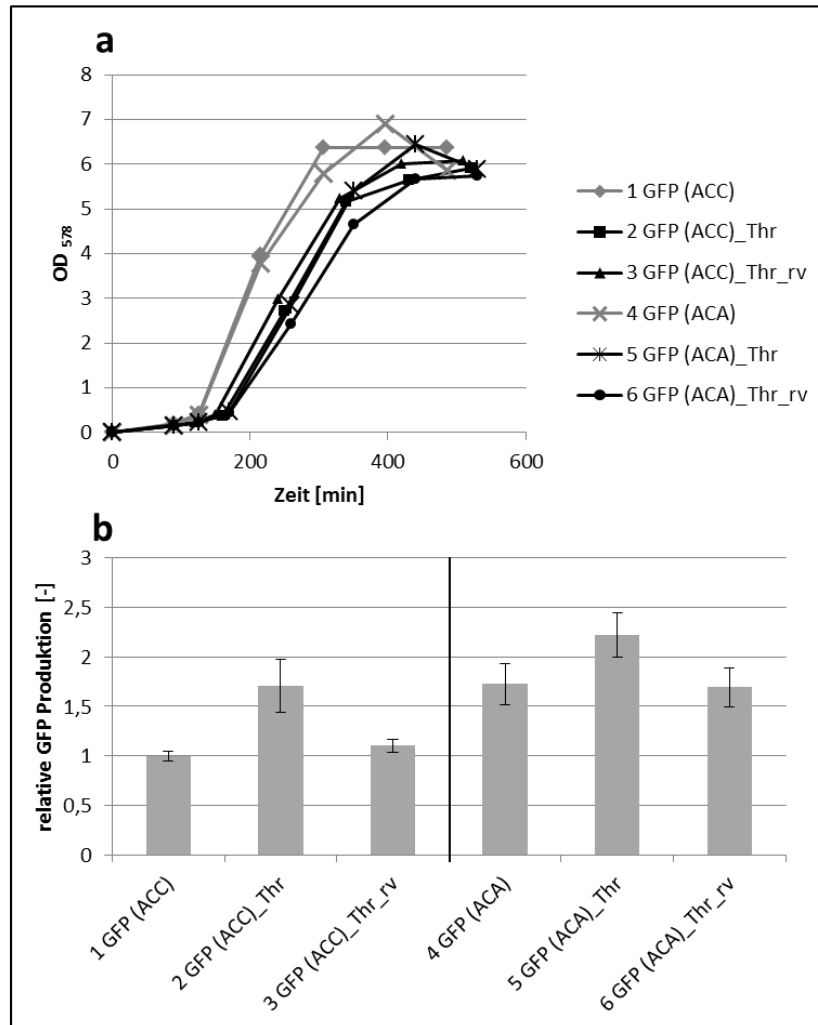 a
8
7
6
5
4
3
2
1
0
OD 578
0 200 400 600
Zeit [min]
1 GFP (ACC)
2 GFP (ACC)_Thr
3 GFP (ACC)_Thr_rv
4 GFP (ACA)
5 GFP (ACA)_Thr
6 GFP (ACA)_Thr_rv
b
3
2,5
2
1,5
1
0,5
0
relative GFP Produktion [-]
1 GFP (ACC)
2 GFP (ACC)_Thr
3 GFP (ACC)_Thr_rv
4 GFP (ACA)
5 GFP (ACA)_Thr
6 GFP (ACA)_Thr_rv